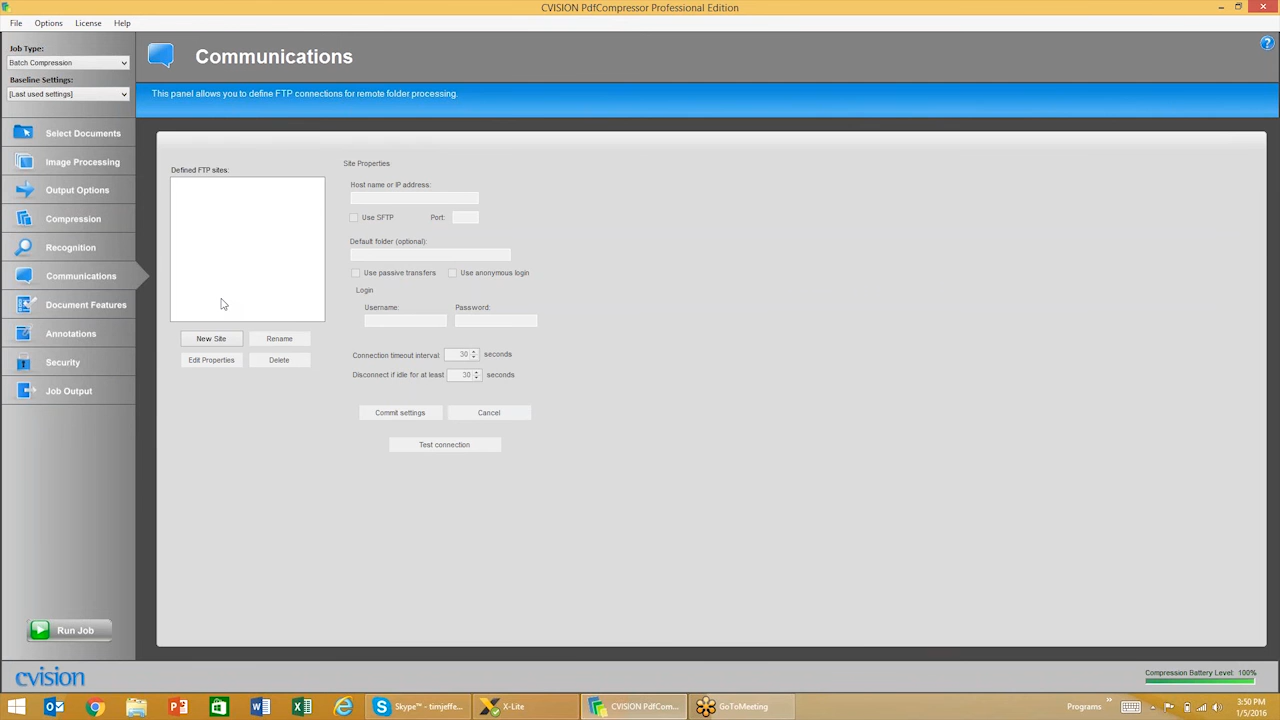 CVISION PdfCompressor Professional Edition
File Options License Help
Job Type:
Batch Compression
Baseline Settings:
[Last used settings]
Select Documents
Image Processing
Output Options
Compression
Recognition
Communications
Document Features
Annotations
Security
Job Output
Run Job
cvision
Communications
?
This panel allows you to define FTP connections for remote folder processing.
Defined FTP sites:
New Site Rename
Edit Properties Delete
Site Properties
Host name or IP address:
Use SFTP Port:
Default folder (optional):
Use passive transfers Use anonymous login
Login
Username: Password:
Connection timeout interval: 30 seconds
Disconnect if idle for at least 30 seconds
Commit settings Cancel
Test connection
Compression Battery Level: 100%
Skype™ - timjeffe...
X-Lite
CVISION PdfCom...
GoToMeeting
Programs
3:50 PM
1/5/2016